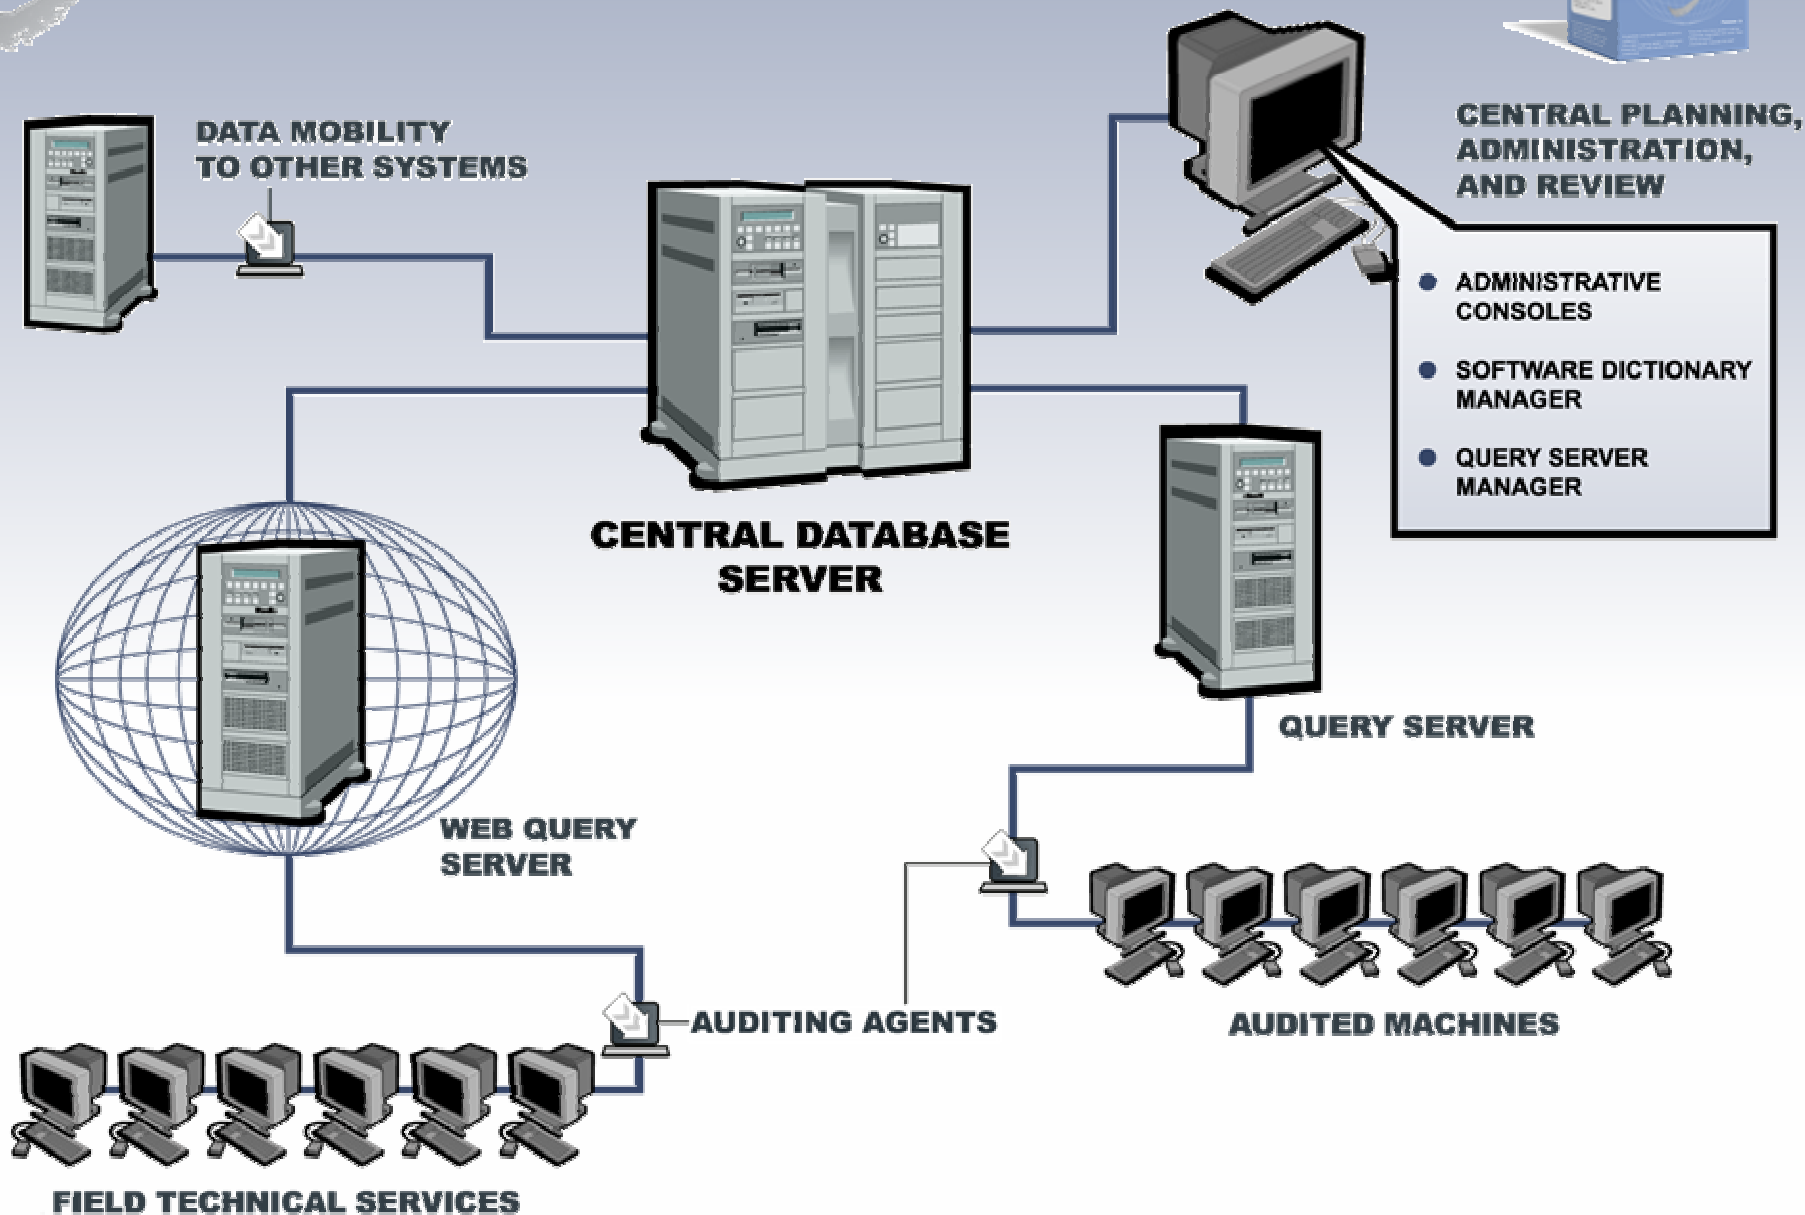 DATA MOBILITY
TO OTHER SYSTEMS
CENTRAL PLANNING,
ADMINISTRATION,
AND REVIEW
ADMINISTRATIVE
CONSOLES
SOFTWARE DICTIONARY
MANAGER
QUERY SERVER
MANAGER
CENTRAL DATABASE
SERVER
QUERY SERVER
WEB QUERY
SERVER
AUDITING AGENTS
AUDITED MACHINES
FIELD TECHNICAL SERVICES